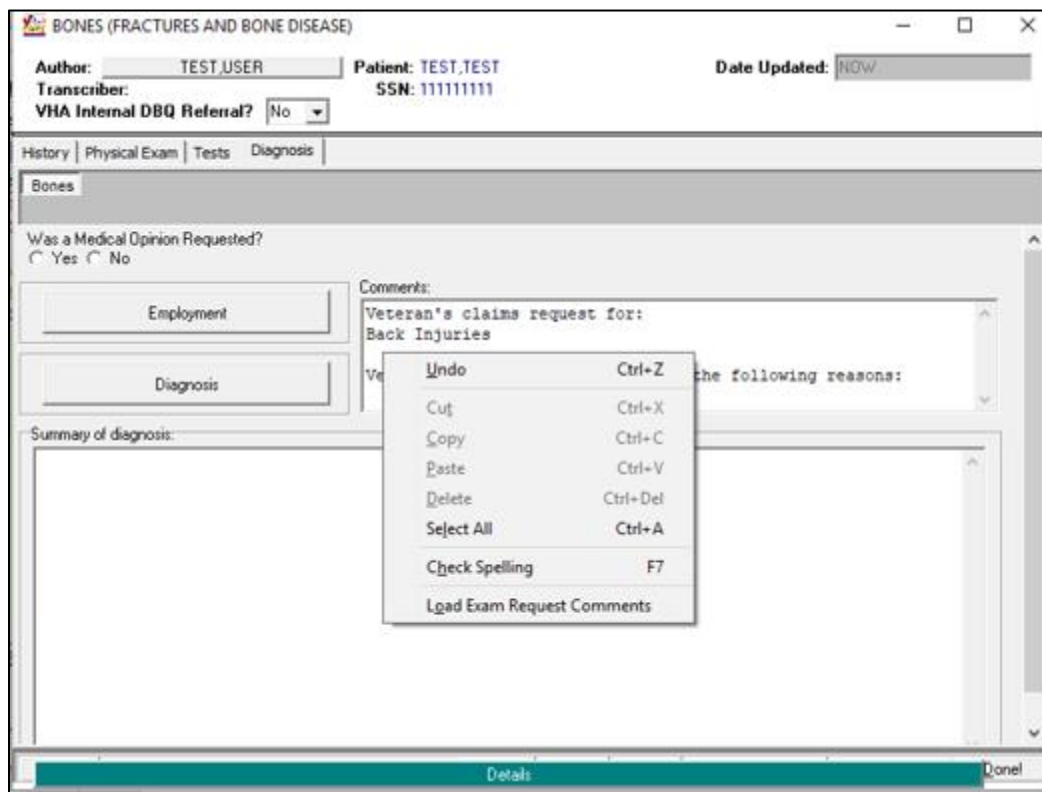 BONES (FRACTURES AND BONE DISEASE)
Author: TEST,USER Patient: TEST,TEST Date Updated: NOW
Transcriber: SSN: 111111111
VHA Internal DBQ Referral? No
History Physical Exam Tests Diagnosis
Bones
Was a Medical Opinion Requested?
Yes No
Comments:
Employment
Veteran's claims request for:
Back Injuries
the following reasons:
Diagnosis
Undo Ctrl+Z
Cut Ctrl+X
Copy Ctrl+C
Paste Ctrl+V
Delete Ctrl+Del
Select All Ctrl+A
Check Spelling F7
Load Exam Request Comments
Summary of diagnosis:
Details
Done!